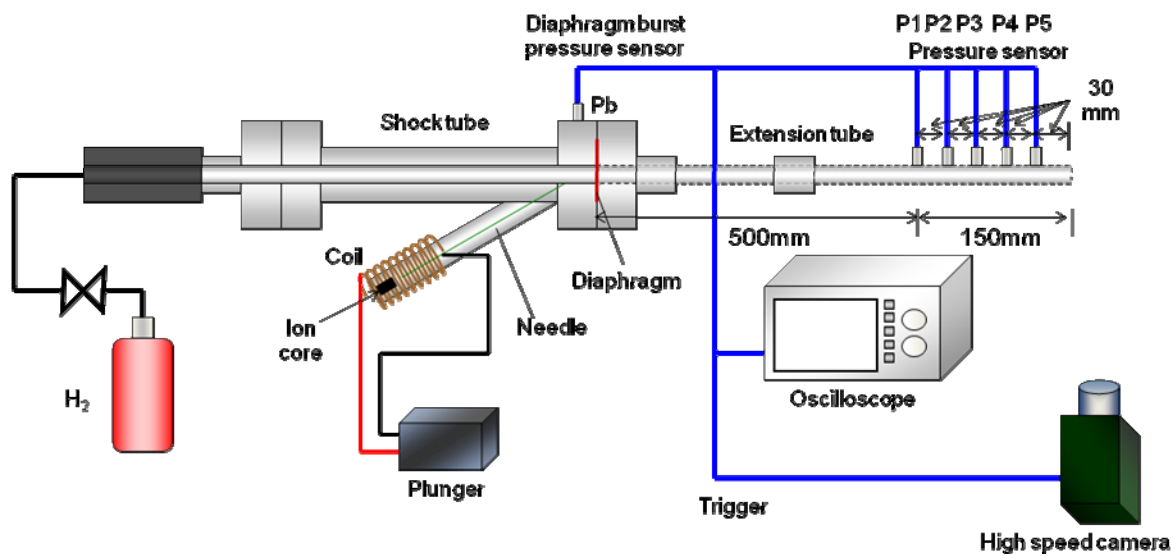 Diaphragm burst
pressure sensor
P1 P2 P3 P4 P5
Pressure sensor
30
mm
Pb
Shock tube
Extension tube
500mm
150mm
Coil
Diaphragm
Needle
Ion
core
H₂
Oscilloscope
Plunger
Trigger
High speed camera